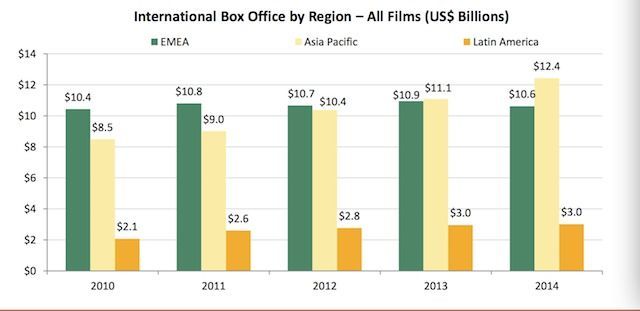 International Box Office by Region – All Films (US$ Billions)
EMEA Asia Pacific Latin America
$14
$12
$10
$8
$6
$4
$2
$0
$10.4 $8.5 $2.1
$10.8 $9.0 $2.6
$10.7 $10.4 $2.8
$10.9 $11.1 $3.0
$10.6 $12.4 $3.0
2010 2011 2012 2013 2014